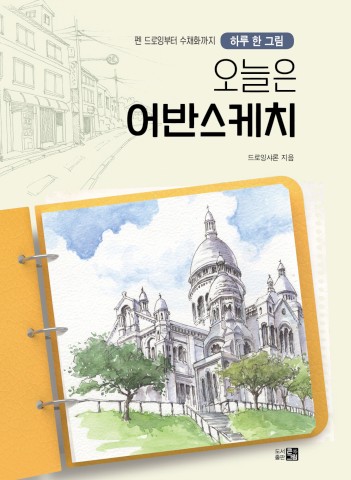 펜 드로잉부터 수채화까지 하루 한 그림
오늘은
어반스케치
드로잉샤론 지음
도서
출판